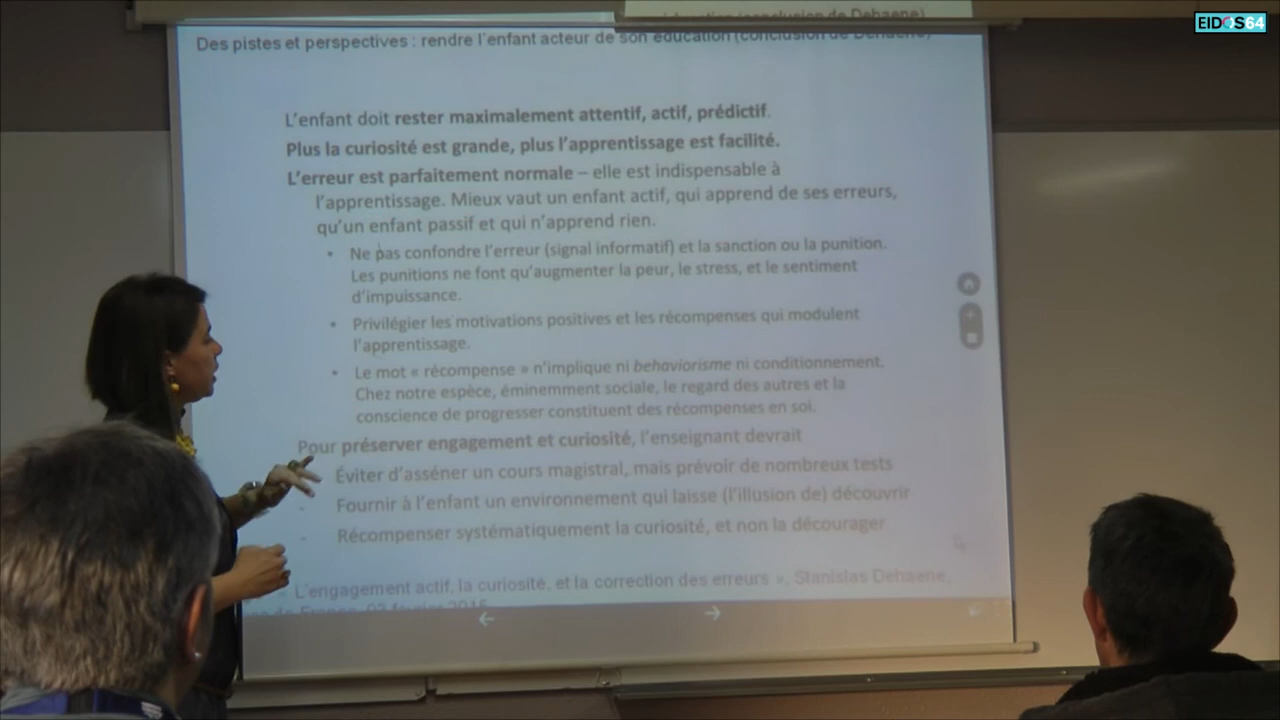 EIDOS64
(conclusion de Dehaene)
Des pistes et perspectives : rendre l'enfant acteur de son éducation (conclusion de Dehaene)
L'enfant doit rester maximalement attentif, actif, prédictif.
Plus la curiosité est grande, plus l'apprentissage est facilité.
L'erreur est parfaitement normale – elle est indispensable à
l'apprentissage. Mieux vaut un enfant actif, qui apprend de ses erreurs,
qu'un enfant passif et qui n'apprend rien.
• Ne pas confondre l'erreur (signal informatif) et la sanction ou la punition.
Les punitions ne font qu'augmenter la peur, le stress, et le sentiment
d'impuissance.
• Privilégier les motivations positives et les récompenses qui modulent
l'apprentissage.
• Le mot « récompense » n'implique ni behaviorisme ni conditionnement.
Chez notre espèce, éminemment sociale, le regard des autres et la
conscience de progresser constituent des récompenses en soi.
Pour préserver engagement et curiosité, l'enseignant devrait
Éviter d'asséner un cours magistral, mais prévoir de nombreux tests
- Fournir à l'enfant un environnement qui laisse (l'illusion de) découvrir
- Récompenser systématiquement la curiosité, et non la décourager
« L'engagement actif, la curiosité, et la correction des erreurs », Stanislas Dehaene,
de France, 03 février 2015